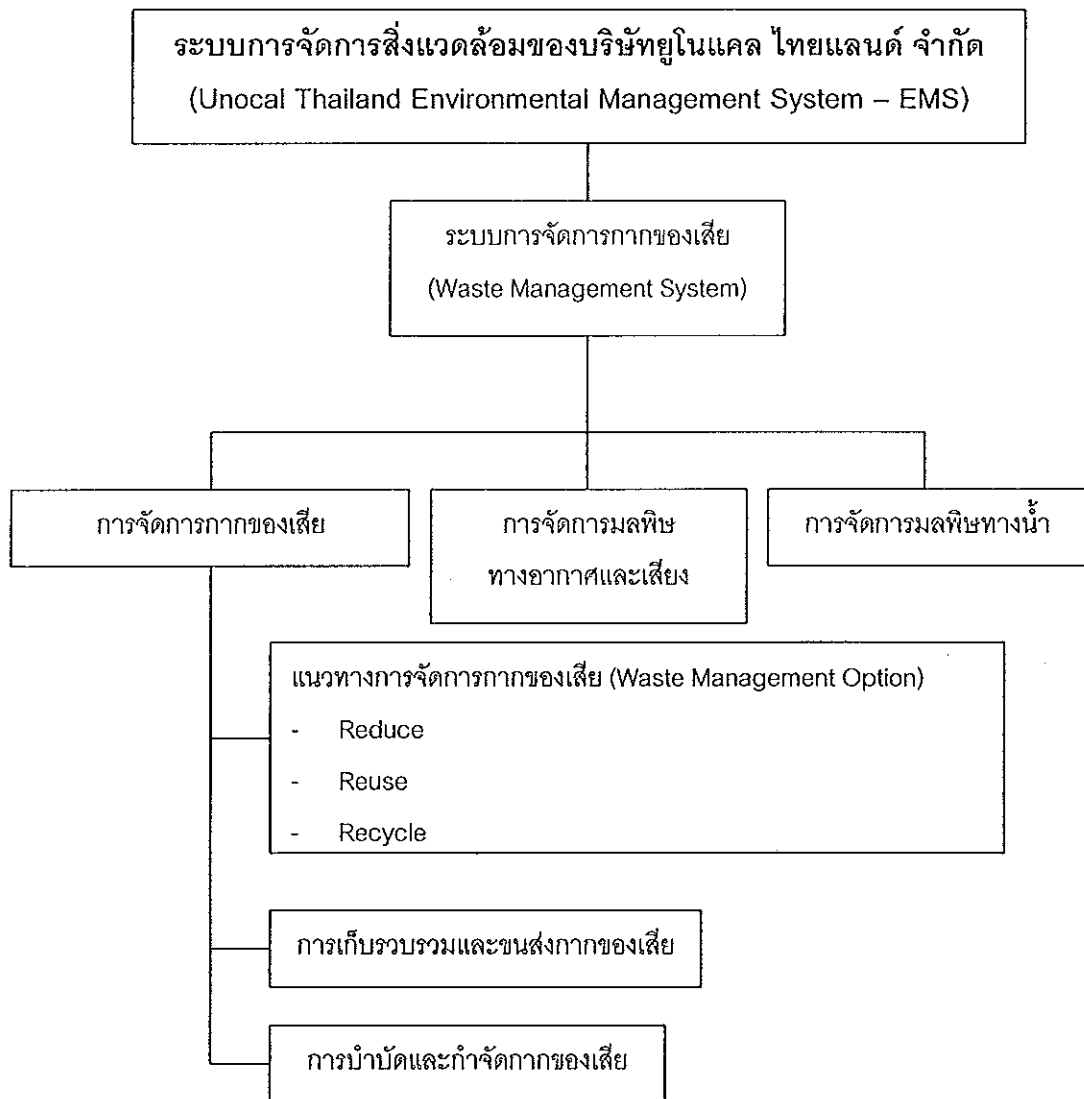 ระบบการจัดการสิ่งแวดล้อมของบริษัทยูโนแคล ไทยแลนด์ จำกัด
(Unocal Thailand Environmental Management System – EMS)
ระบบการจัดการกากของเสีย
(Waste Management System)
การจัดการกากของเสีย
การจัดการมลพิษ
ทางอากาศและเสียง
การจัดการมลพิษทางน้ำ
แนวทางการจัดการกากของเสีย (Waste Management Option)
- Reduce
- Reuse
- Recycle
การเก็บรวบรวมและขนส่งกากของเสีย
การบำบัดและกำจัดกากของเสีย